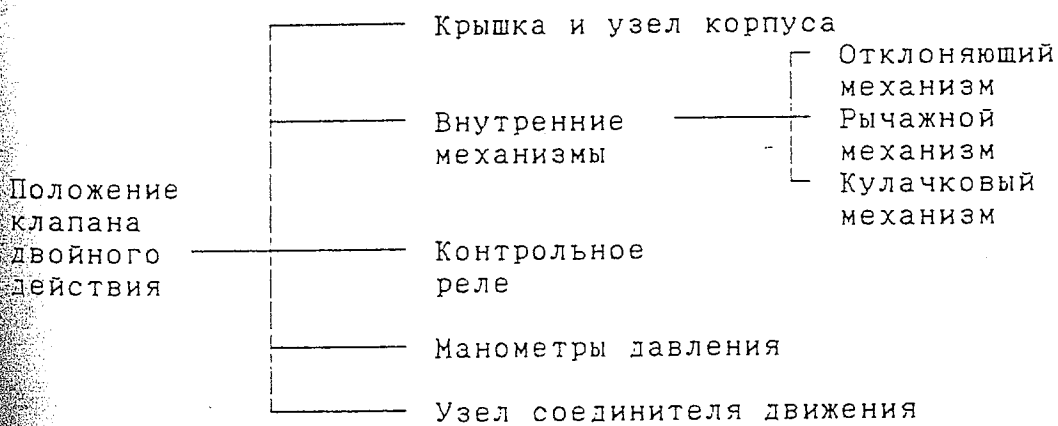 Крышка и узел корпуса
Отклоняющий
механизм
Внутренние
механизмы
Рычажной
механизм
Кулачковый
механизм
Положение
клапана
двойного
действия
Контрольное
реле
Манометры давления
Узел соединителя движения